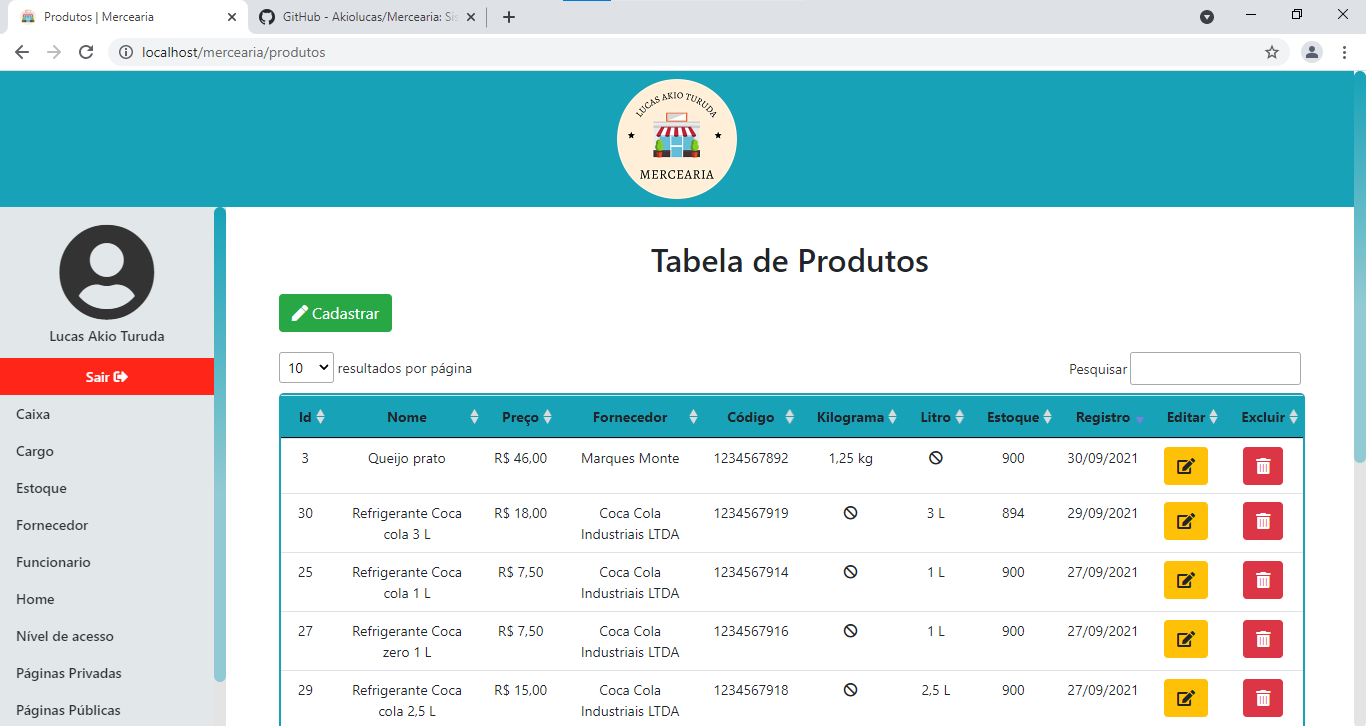 Produtos | Mercearia
GitHub - Akiolucas/Mercearia: Sis
localhost/mercearia/produtos
LUCAS AKIO TURUDA
MERCEARIA
Lucas Akio Turuda
Sair
Caixa
Cargo
Estoque
Fornecedor
Funcionario
Home
Nível de acesso
Páginas Privadas
Páginas Públicas
Tabela de Produtos
Cadastrar
10 resultados por página
Pesquisar
Id Nome Preço Fornecedor Código Kilograma Litro Estoque Registro Editar Excluir
3 Queijo prato R$ 46,00 Marques Monte 1234567892 1,25 kg 900 30/09/2021
30 Refrigerante Coca R$ 18,00 Coca Cola 1234567919 3 L 894 29/09/2021
cola 3 L Industriais LTDA
25 Refrigerante Coca R$ 7,50 Coca Cola 1234567914 1 L 900 27/09/2021
cola 1 L Industriais LTDA
27 Refrigerante Coca R$ 7,50 Coca Cola 1234567916 1 L 900 27/09/2021
zero 1 L Industriais LTDA
29 Refrigerante Coca R$ 15,00 Coca Cola 1234567918 2,5 L 900 27/09/2021
cola 2,5 L Industriais LTDA